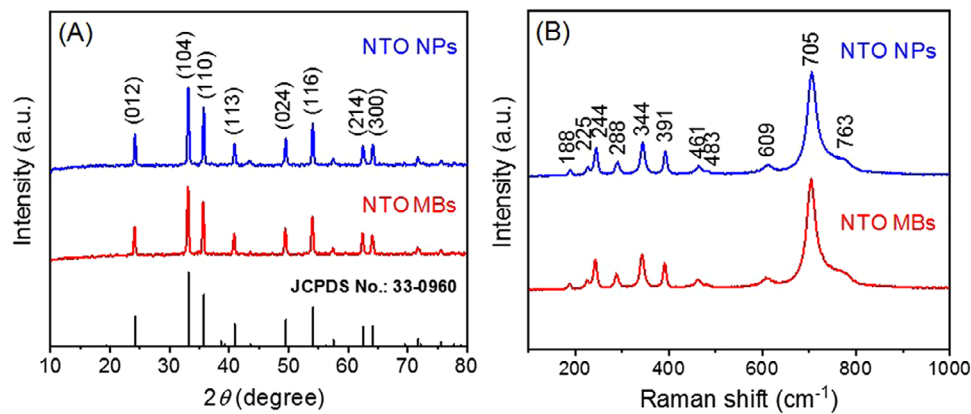 (A)
NTO NPs
(012)
(104)
(110)
(113)
(024)
(116)
(214)
(300)
NTO MBs
JCPDS No.: 33-0960
Intensity (a.u.)
10 20 30 40 50 60 70 80
2θ (degree)
(B)
NTO NPs
188
225
244
288
344
391
461
483
609
705
763
NTO MBs
Intensity (a.u.)
200 400 600 800 1000
Raman shift (cm⁻¹)